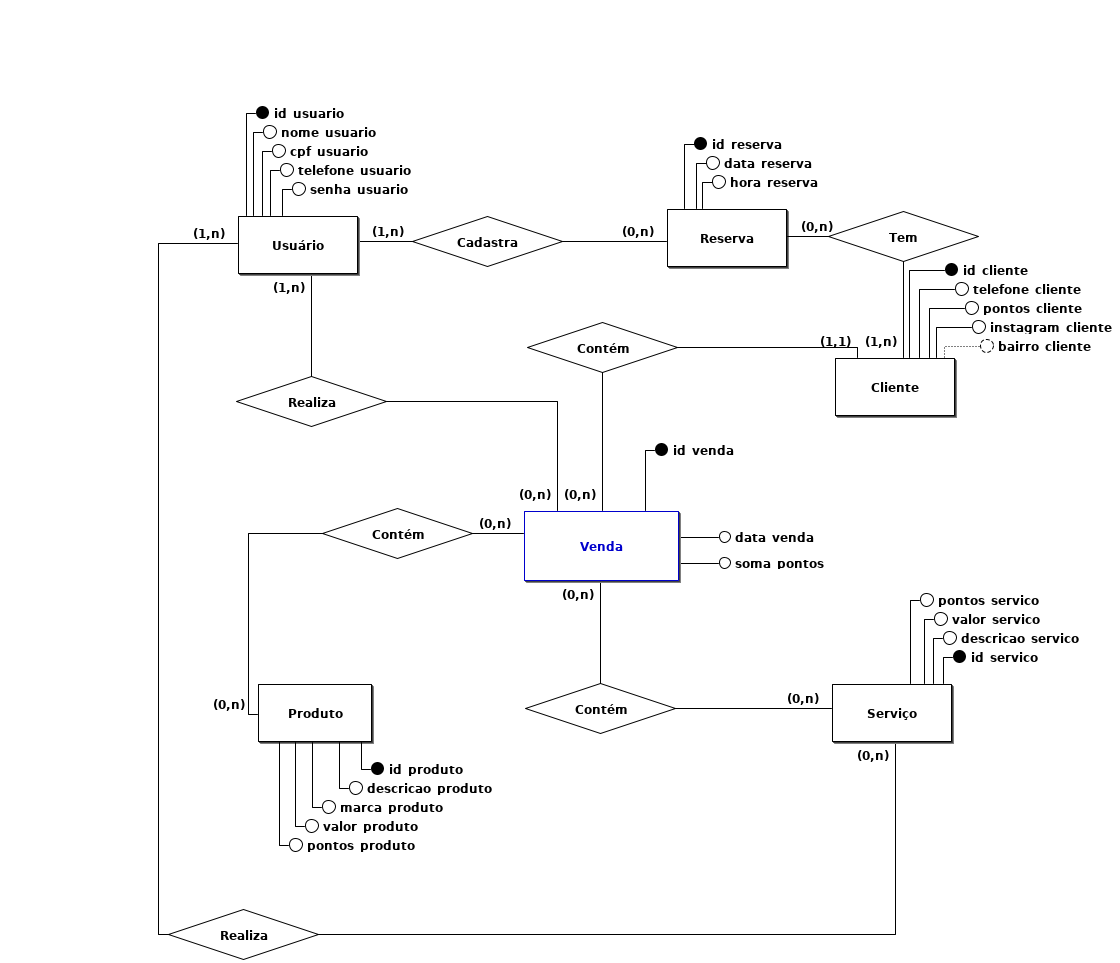 id usuario
nome usuario
cpf usuario
telefone usuario
senha usuario
id reserva
data reserva
hora reserva
(1,n)
Usuário
(1,n)
Cadastra
(0,n)
Reserva
(0,n)
Tem
(1,n)
id cliente
telefone cliente
pontos cliente
instagram cliente
bairro cliente
Contém
(1,1)
(1,n)
Cliente
Realiza
id venda
(0,n)
(0,n)
Contém
(0,n)
Venda
data venda
soma pontos
(0,n)
pontos servico
valor servico
descricao servico
id servico
(0,n)
Produto
Contém
(0,n)
Serviço
(0,n)
id produto
descricao produto
marca produto
valor produto
pontos produto
Realiza